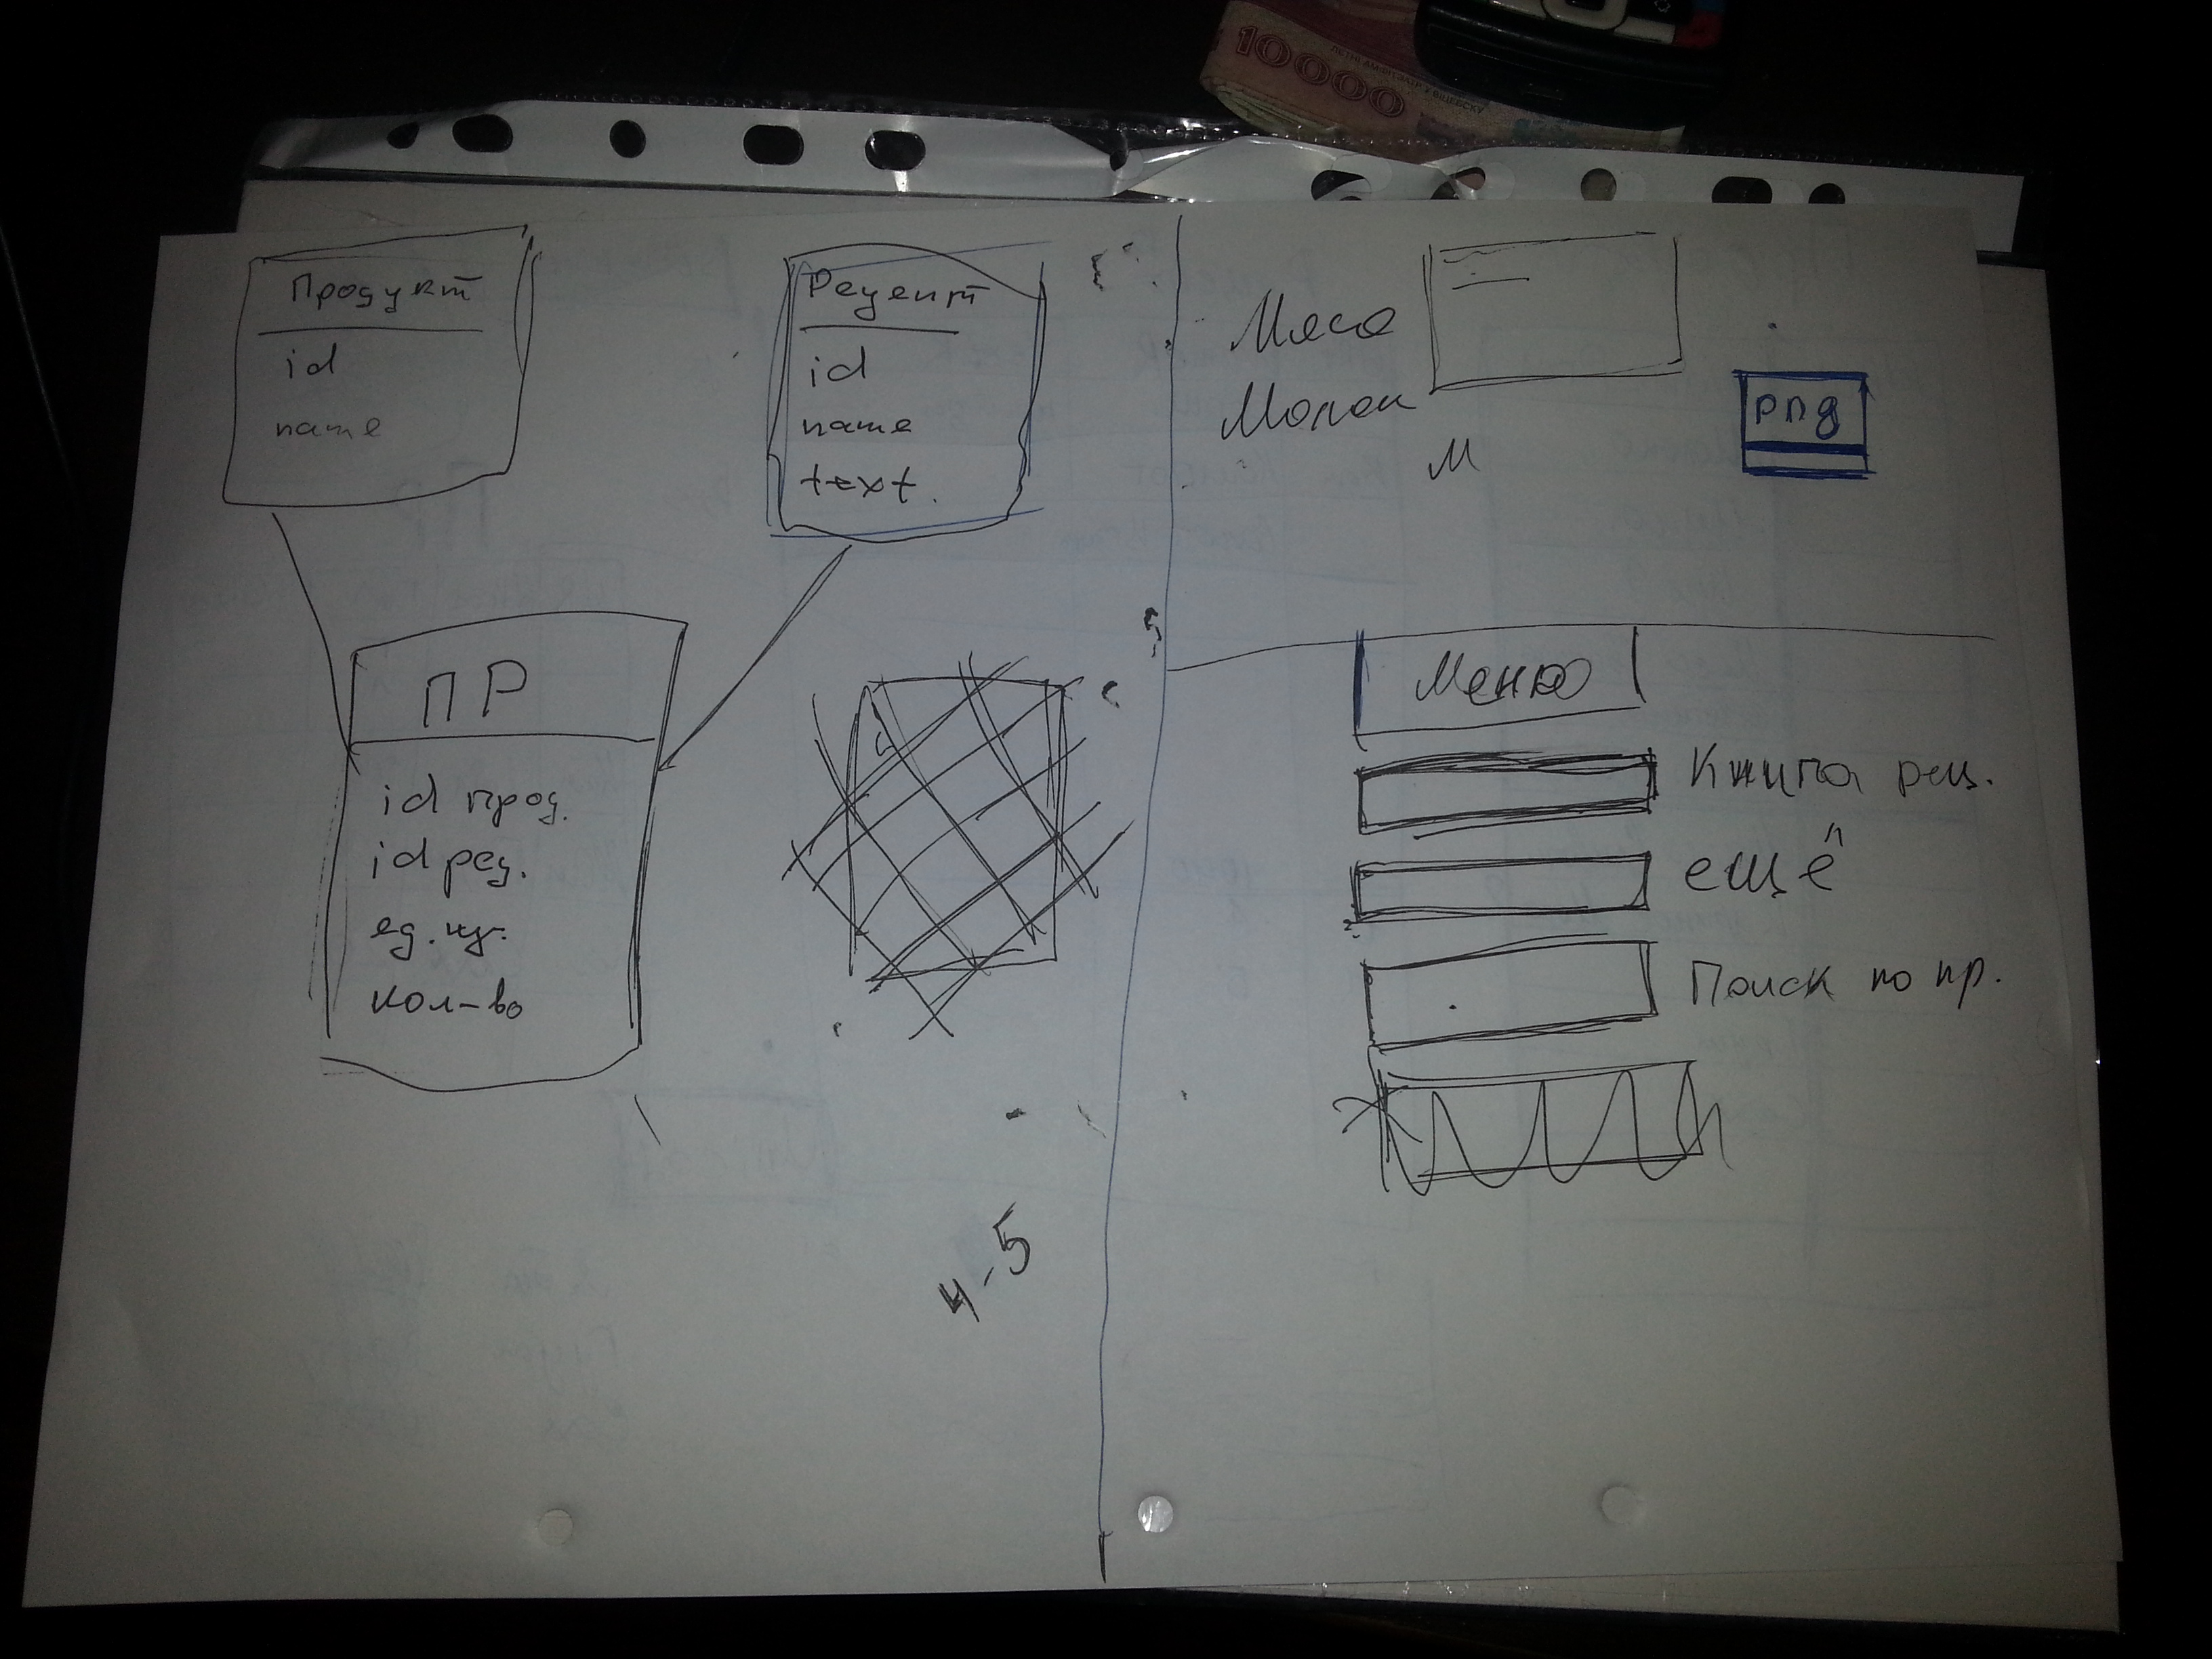 10000
Продукт
id
name
Рецепт
id
name
text.
ПР
id прод.
id рец.
ед. из.
кол-во
4-5
Мясо
Молок
М
рпд
Меню
Книга рец.
ещё
Поиск по пр.